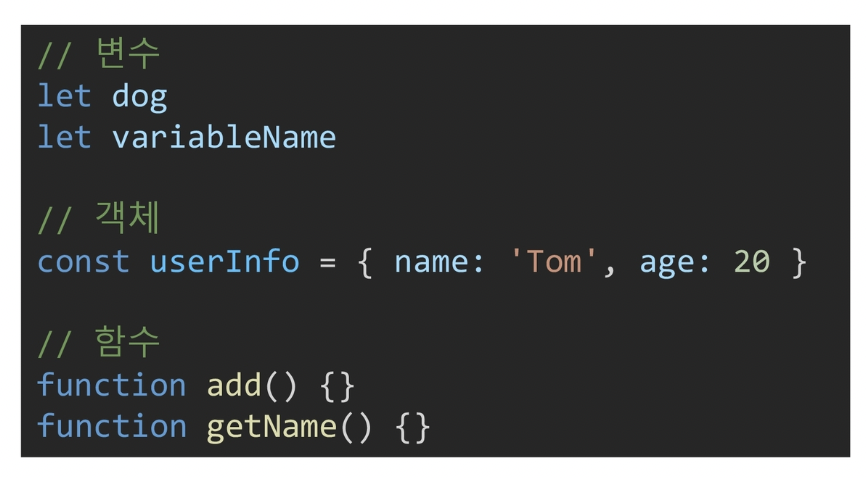 // 변수
let dog
let variableName
// 객체
const userInfo = { name: 'Tom', age: 20 }
// 함수
function add() {}
function getName() {}